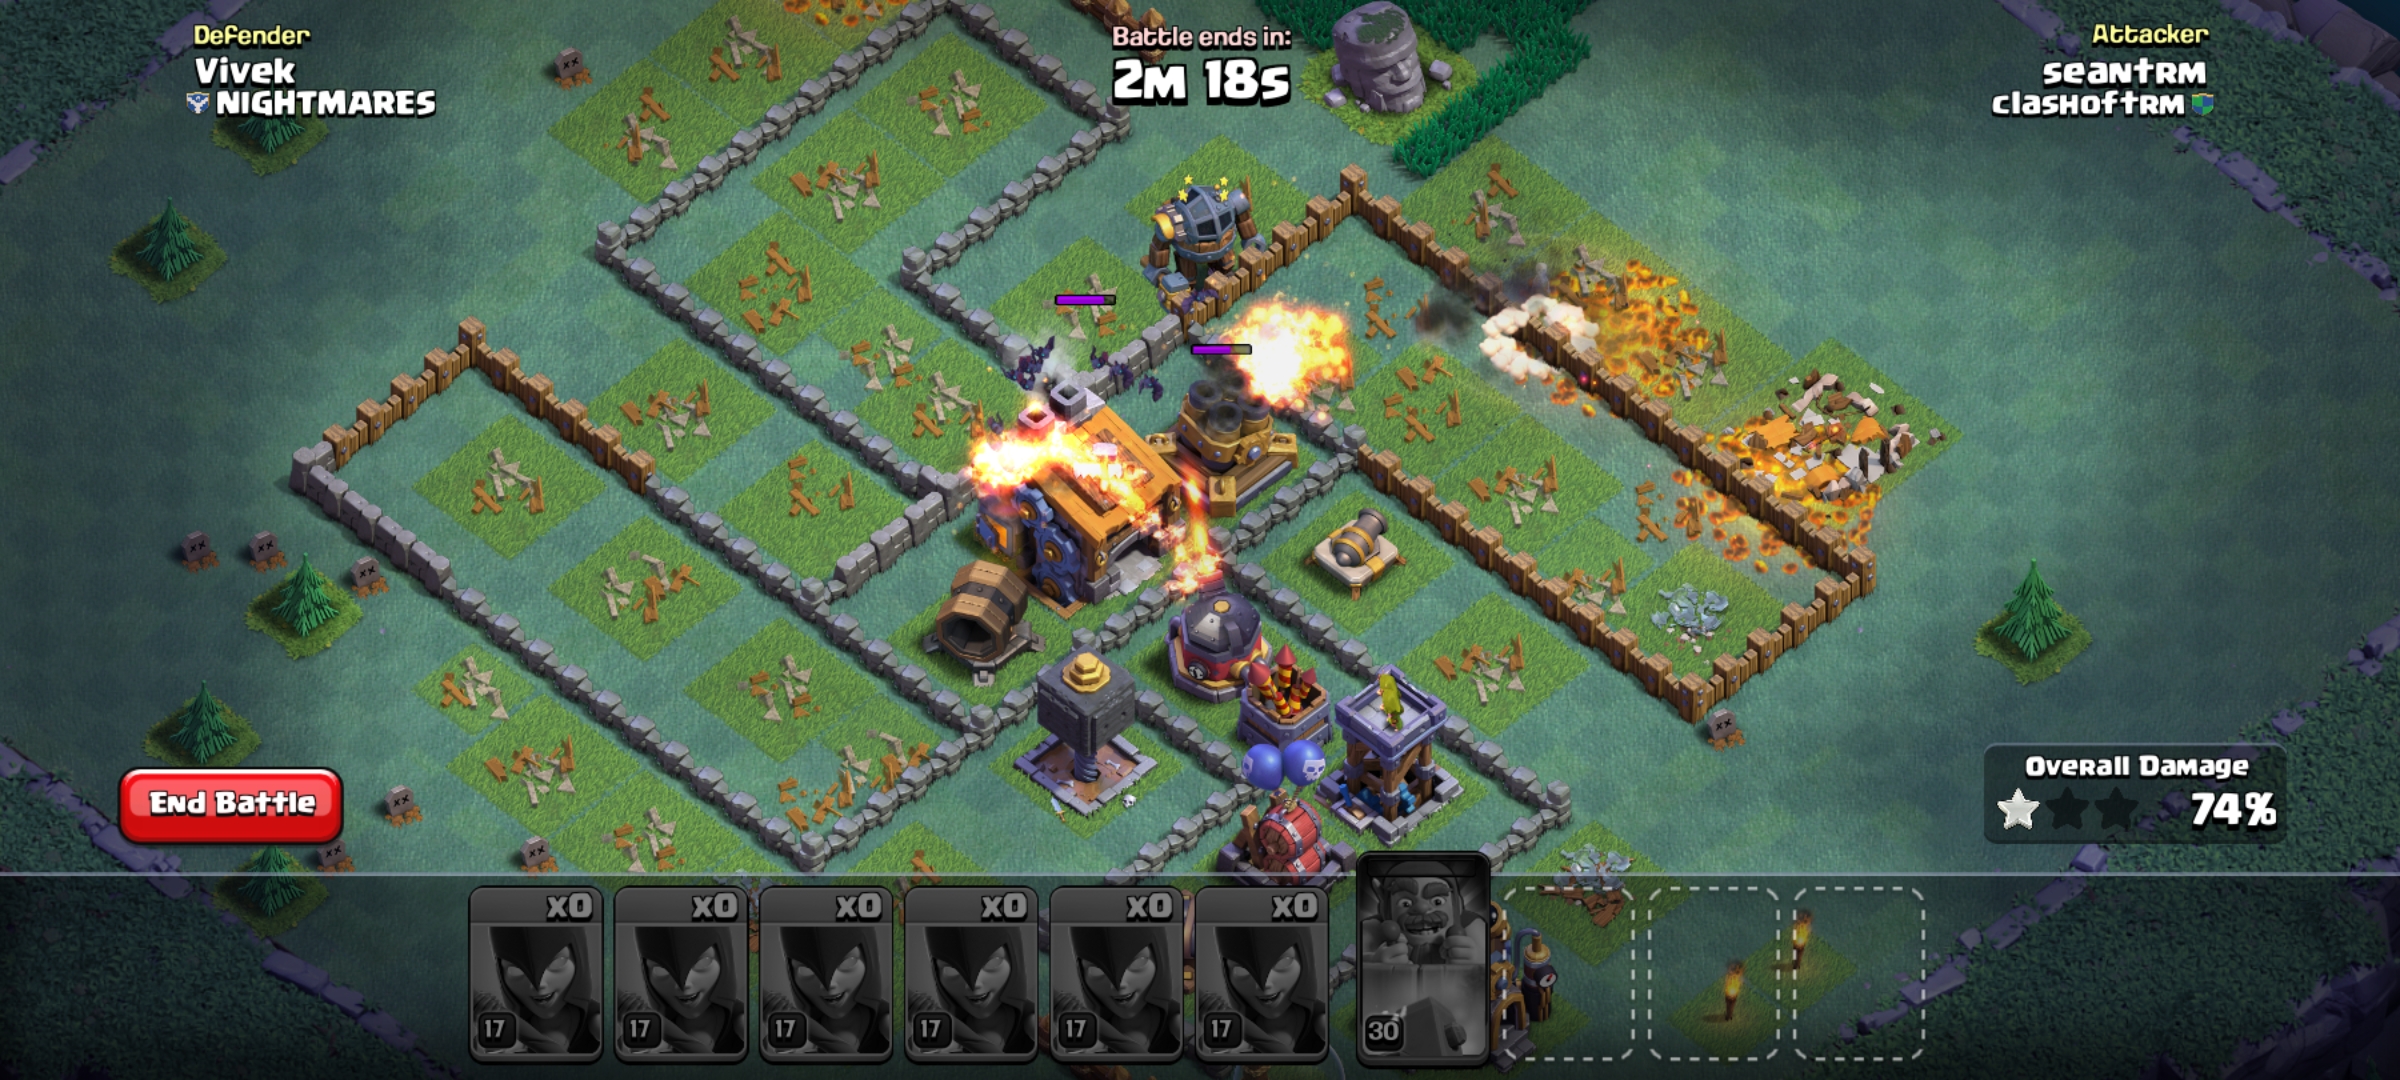 Defender
Vivek
NIGHTMARES
Battle ends in:
2M 18s
Attacker
seantRM
clashoftRM
End Battle
Overall Damage
74%
x0
x0
x0
x0
x0
x0
17
17
17
17
17
17
30